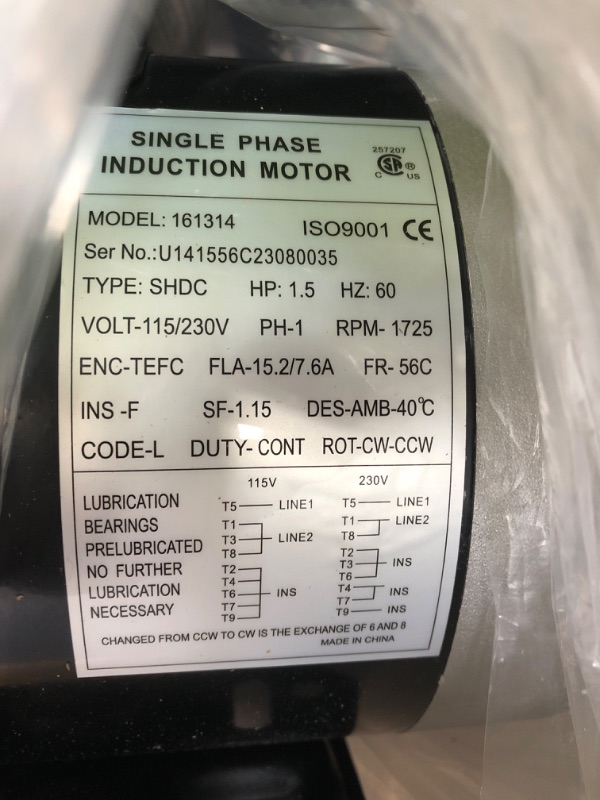 SINGLE PHASE
INDUCTION MOTOR
257207
C SA ® US
MODEL: 161314 ISO9001 CE
Ser No.:U141556C23080035
TYPE: SHDC HP: 1.5 HZ: 60
VOLT-115/230V PH-1 RPM- 1725
ENC-TEFC FLA-15.2/7.6A FR- 56C
INS -F SF-1.15 DES-AMB-40℃
CODE-L DUTY- CONT ROT-CW-CCW
115V 230V
LUBRICATION
BEARINGS
PRELUBRICATED
NO FURTHER
LUBRICATION
NECESSARY
T5 LINE1
T1
T3 LINE2
T8
T2
T4
T6 INS
T7
T9
T5 LINE1
T1 LINE2
T8
T2
T3 INS
T6
T4 INS
T7
T9 INS
CHANGED FROM CCW TO CW IS THE EXCHANGE OF 6 AND 8
MADE IN CHINA